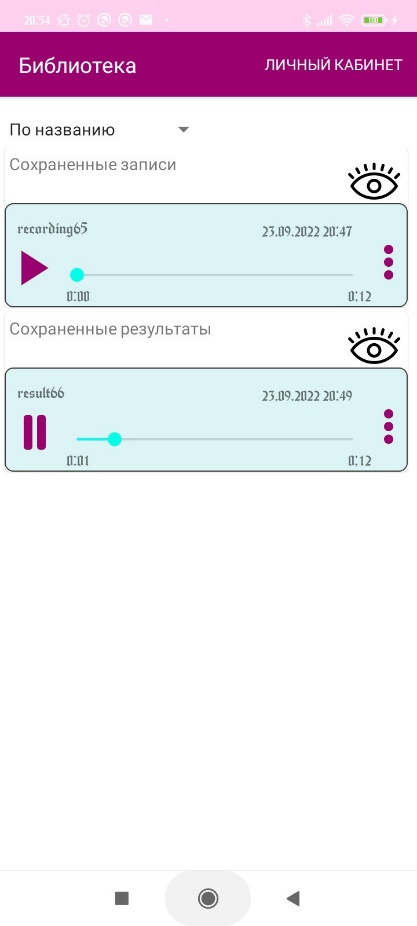 20:54
Библиотека
ЛИЧНЫЙ КАБИНЕТ
По названию
Сохраненные записи
recording65
23.09.2022 20:47
0:00
0:12
Сохраненные результаты
result66
23.09.2022 20:49
0:01
0:12